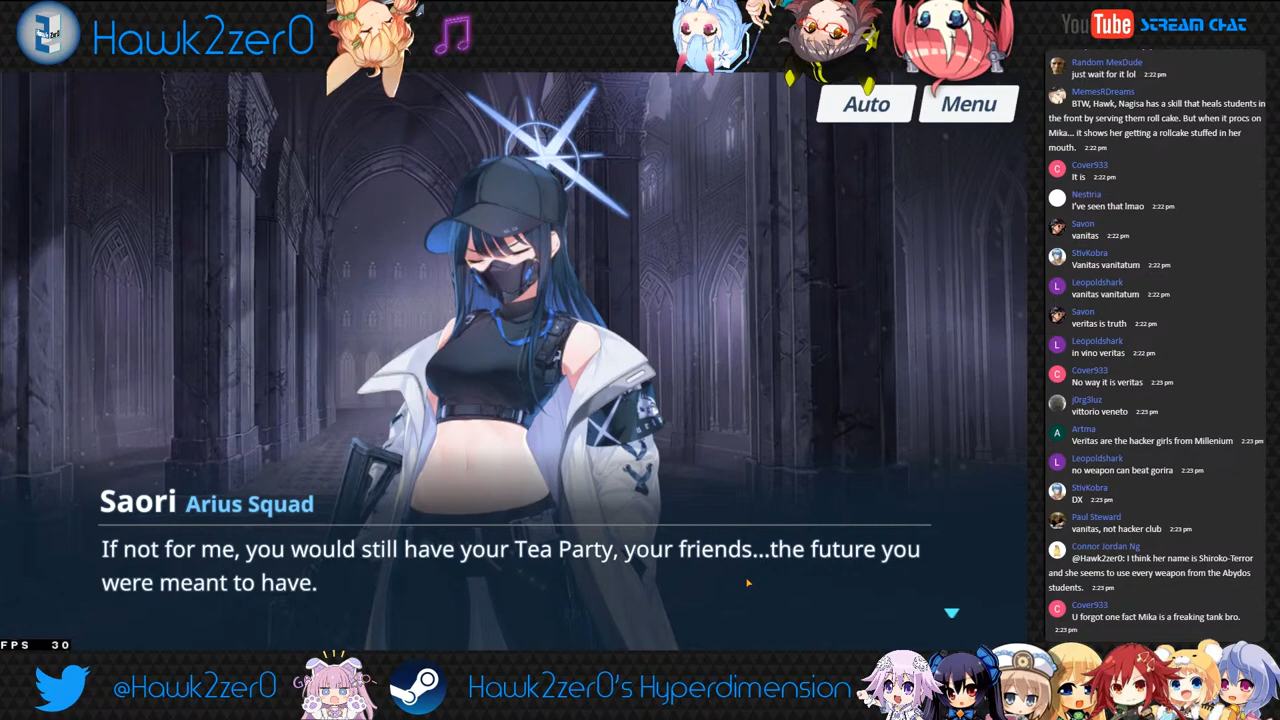 Hawk2zer0
YouTube STREAM CHAT
Auto
Menu
Random MexDude
just wait for it lol 2:22 pm
MemesRDreams
BTW, Hawk, Nagisa has a skill that heals students in
the front by serving them roll cake. But when it procs on
Mika... it shows her getting a rollcake stuffed in her
mouth. 2:22 pm
C
Cover933
It is 2:22 pm
Nestiria
I've seen that lmao 2:22 pm
Savon
vanitas 2:22 pm
StivKobra
Vanitas vanitatum 2:22 pm
L
Leopoldshark
vanitas vanitatum 2:22 pm
Savon
veritas is truth 2:22 pm
L
Leopoldshark
in vino veritas 2:22 pm
C
Cover933
No way it is veritas 2:23 pm
j0rg3luz
vittorio veneto 2:23 pm
A
Artma
Veritas are the hacker girls from Millenium 2:23 pm
L
Leopoldshark
no weapon can beat gorira 2:23 pm
StivKobra
DX 2:23 pm
Paul Steward
vanitas, not hacker club 2:23 pm
Connor Jordan Ng
@Hawk2zer0: I think her name is Shiroko-Terror
and she seems to use every weapon from the Abydos
students. 2:23 pm
C
Cover933
U forgot one fact Mika is a freaking tank bro.
2:23 pm
Saori Arius Squad
If not for me, you would still have your Tea Party, your friends...the future you
were meant to have.
FPS 30
@Hawk2zer0
Hawk2zer0's Hyperdimension